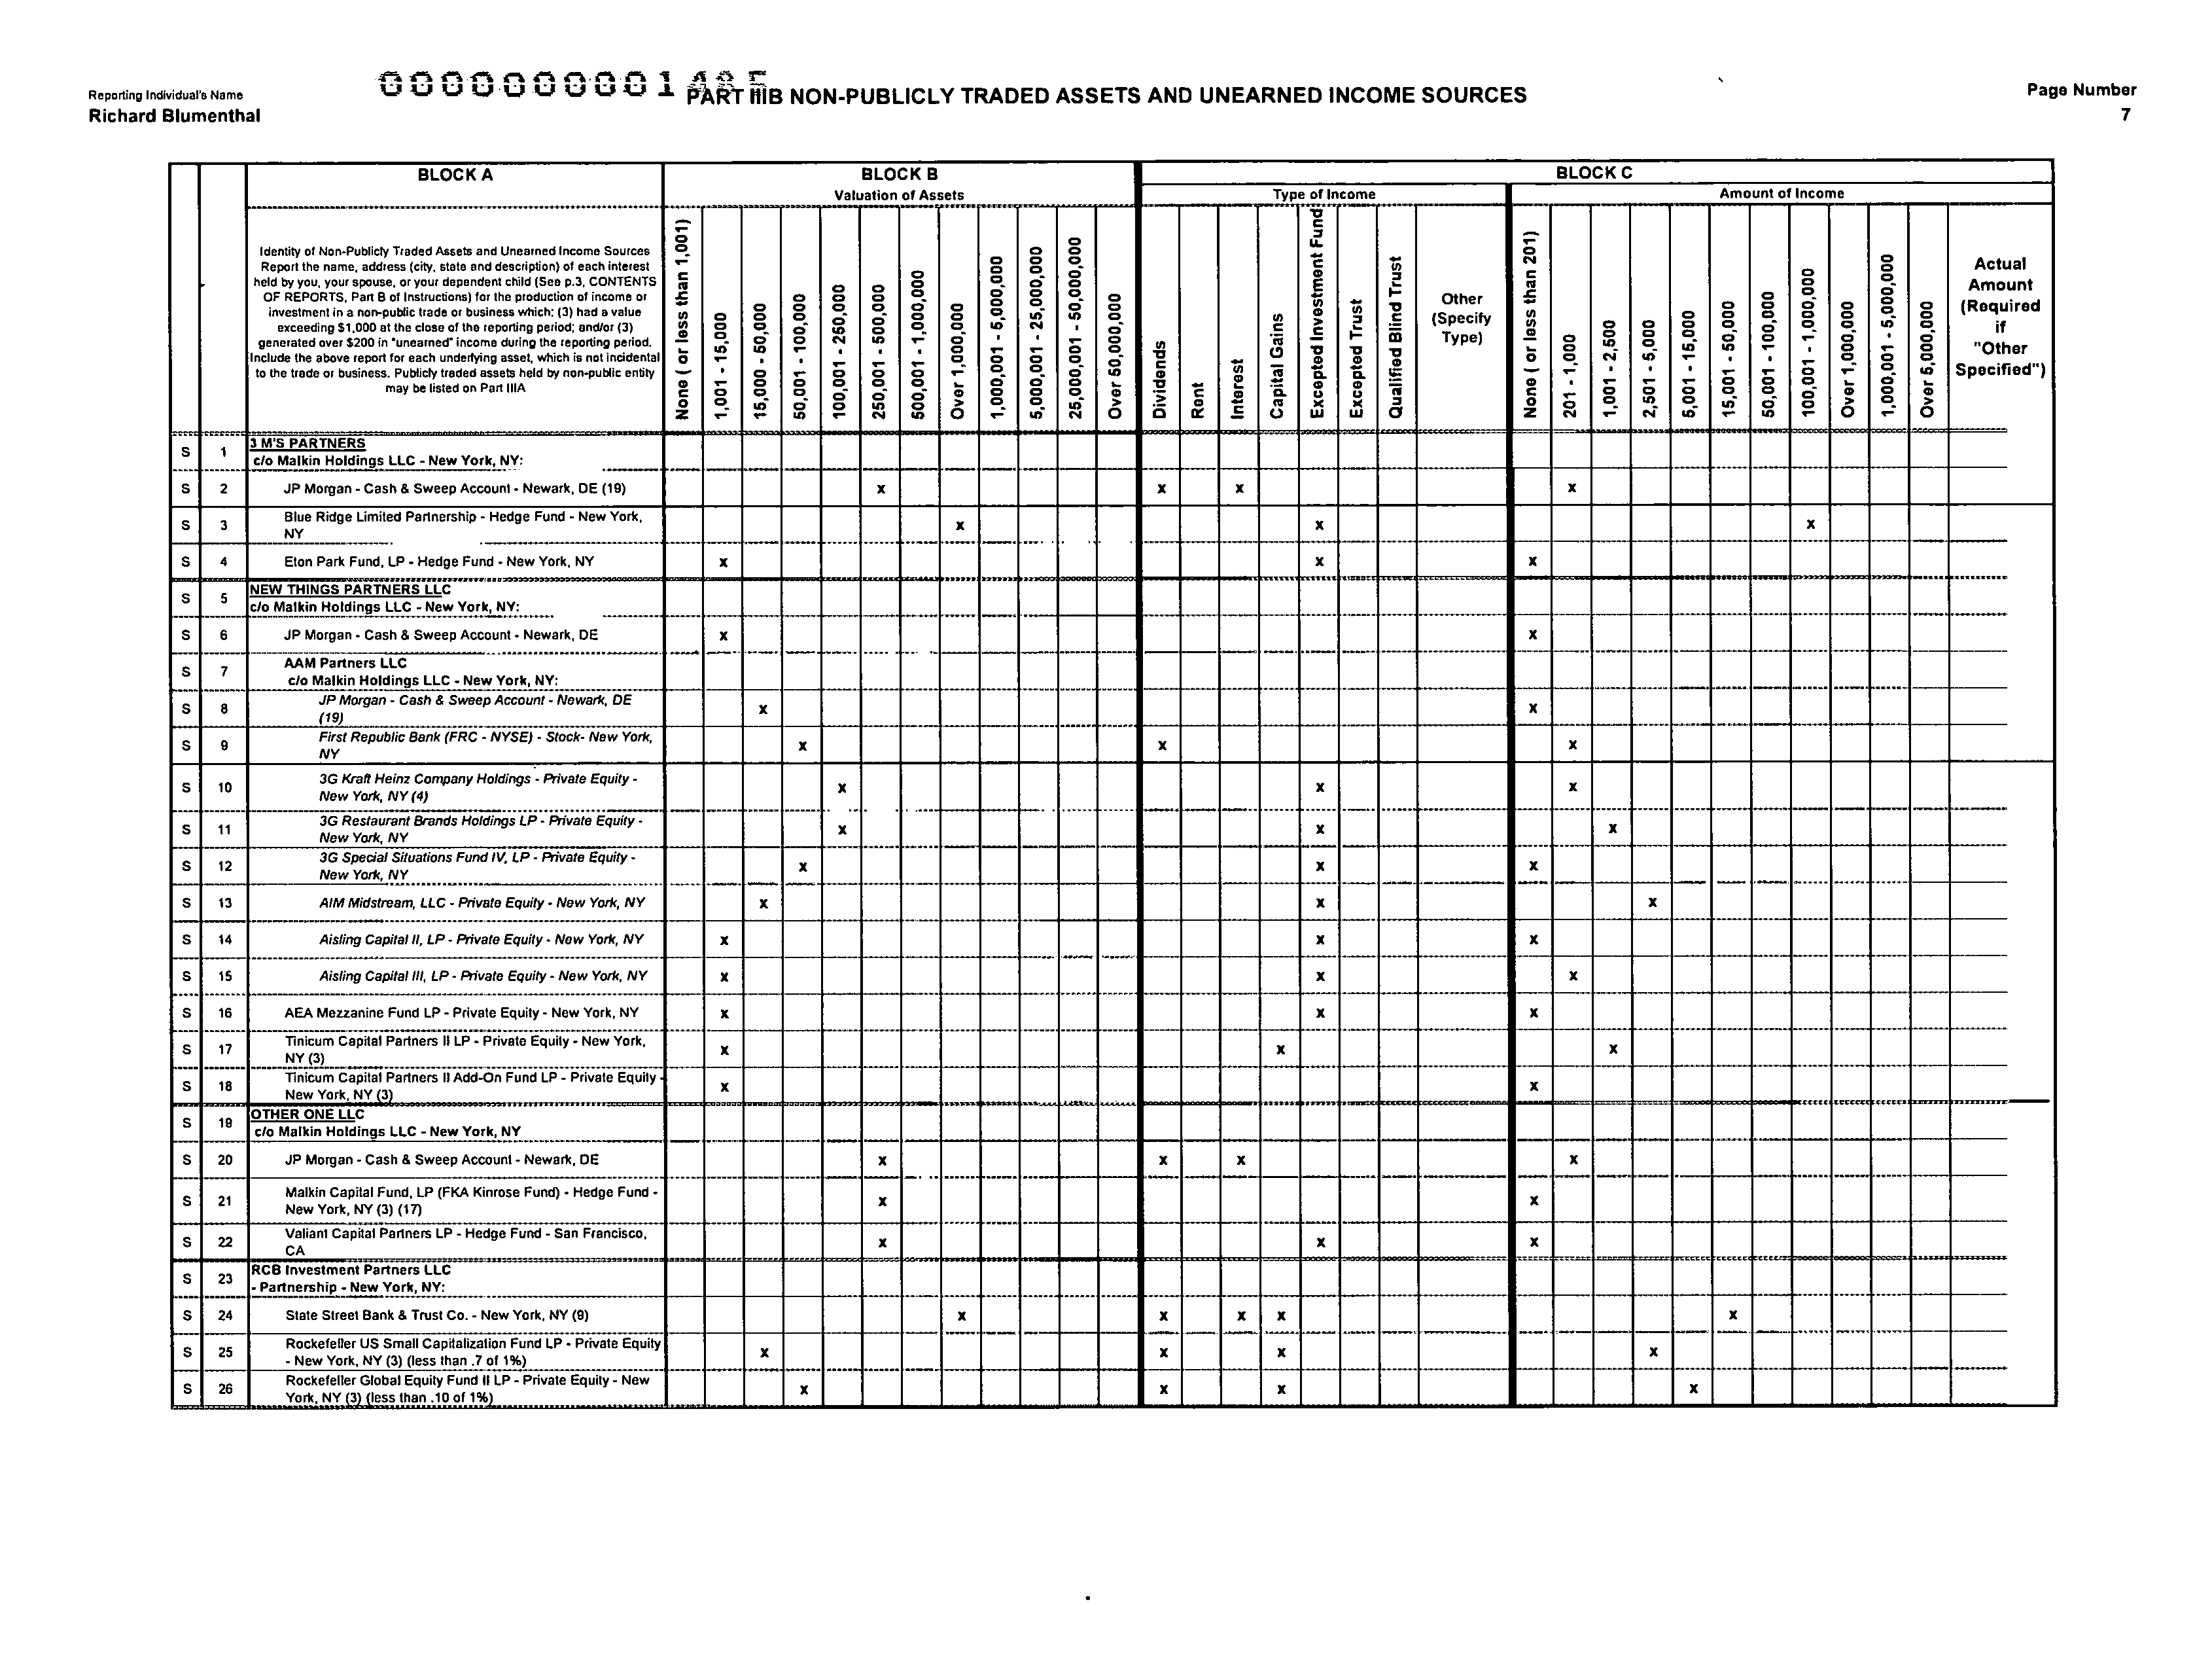 Reporting Individual's Name
Richard Blumenthal
PART IIIB NON-PUBLICLY TRADED ASSETS AND UNEARNED INCOME SOURCES
Page Number
7
BLOCK A
BLOCK B
BLOCK C
Valuation of Assets
Type of Income
Amount of Income
Identity of Non-Publicly Traded Assets and Unearned Income Sources
Report the name, address (city, state and description) of each interest
held by you, your spouse, or your dependent child (See p.3, CONTENTS
OF REPORTS, Part B of Instructions) for the production of income or
investment in a non-public trade or business which: (3) had a value
exceeding $1,000 at the close of the reporting period; and/or (3)
generated over $200 in "unearned" income during the reporting period.
Include the above report for each underlying asset, which is not incidental
to the trade or business. Publicly traded assets held by non-public entity
may be listed on Part IIIA
None ( or less than 1,001)
1,001 - 15,000
15,000 - 50,000
50,001 - 100,000
100,001 - 250,000
250,001 - 500,000
500,001 - 1,000,000
Over 1,000,000
1,000,001 - 5,000,000
5,000,001 - 25,000,000
25,000,001 - 50,000,000
Over 50,000,000
Dividends
Rent
Interest
Capital Gains
Excepted Investment Fund
Excepted Trust
Qualified Blind Trust
Other
(Specify
Type)
None ( or less than 201)
201 - 1,000
1,001 - 2,500
2,501 - 5,000
5,001 - 15,000
15,001 - 50,000
50,001 - 100,000
100,001 - 1,000,000
Over 1,000,000
1,000,001 - 5,000,000
Over 5,000,000
Actual
Amount
(Required
if
"Other
Specified")
S 1 3 M'S PARTNERS
c/o Malkin Holdings LLC - New York, NY:
S 2 JP Morgan - Cash & Sweep Account - Newark, DE (19) x x x x
S 3 Blue Ridge Limited Partnership - Hedge Fund - New York,
NY x x x
S 4 Eton Park Fund, LP - Hedge Fund - New York, NY x x x
S 5 NEW THINGS PARTNERS LLC
c/o Malkin Holdings LLC - New York, NY:
S 6 JP Morgan - Cash & Sweep Account - Newark, DE x x
S 7 AAM Partners LLC
c/o Malkin Holdings LLC - New York, NY:
S 8 JP Morgan - Cash & Sweep Account - Newark, DE
(19) x x
S 9 First Republic Bank (FRC - NYSE) - Stock- New York,
NY x x x
S 10 3G Kraft Heinz Company Holdings - Private Equity -
New York, NY (4) x x x
S 11 3G Restaurant Brands Holdings LP - Private Equity -
New York, NY x x x
S 12 3G Special Situations Fund IV, LP - Private Equity -
New York, NY x x x
S 13 AIM Midstream, LLC - Private Equity - New York, NY x x x
S 14 Aisling Capital II, LP - Private Equity - New York, NY x x x
S 15 Aisling Capital III, LP - Private Equity - New York, NY x x x
S 16 AEA Mezzanine Fund LP - Private Equity - New York, NY x x x
S 17 Tinicum Capital Partners II LP - Private Equity - New York,
NY (3) x x x
S 18 Tinicum Capital Partners II Add-On Fund LP - Private Equity -
New York, NY (3) x x
S 19 OTHER ONE LLC
c/o Malkin Holdings LLC - New York, NY
S 20 JP Morgan - Cash & Sweep Account - Newark, DE x x x x
S 21 Malkin Capital Fund, LP (FKA Kinrose Fund) - Hedge Fund -
New York, NY (3) (17) x x
S 22 Valiant Capital Partners LP - Hedge Fund - San Francisco,
CA x x x
S 23 RCB Investment Partners LLC
- Partnership - New York, NY:
S 24 State Street Bank & Trust Co. - New York, NY (9) x x x x x
S 25 Rockefeller US Small Capitalization Fund LP - Private Equity
- New York, NY (3) (less than .7 of 1%) x x x x
S 26 Rockefeller Global Equity Fund II LP - Private Equity - New
York, NY (3) (less than .10 of 1%) x x x x